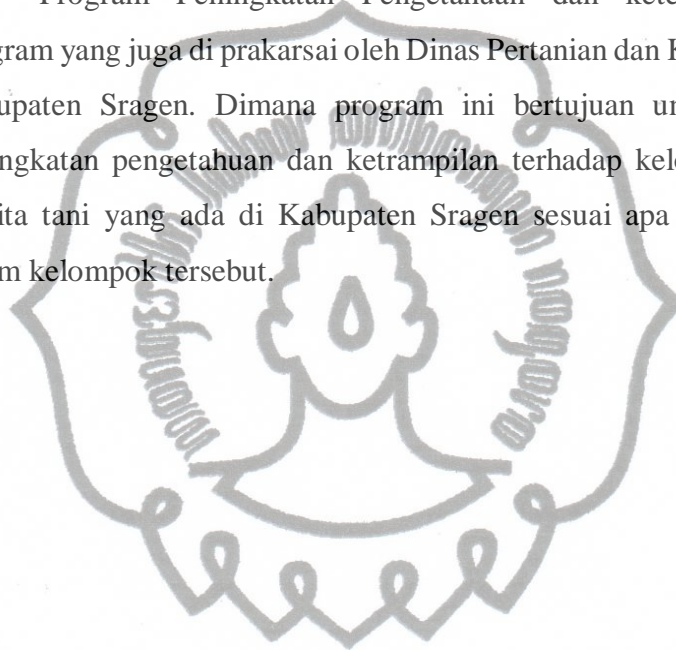 Program Peningkatan Pengetahuan dan kete
gram yang juga di prakarsai oleh Dinas Pertanian dan K
upaten Sragen. Dimana program ini bertujuan un
ingkatan pengetahuan dan ketrampilan terhadap kel
ita tani yang ada di Kabupaten Sragen sesuai apa
m kelompok tersebut.